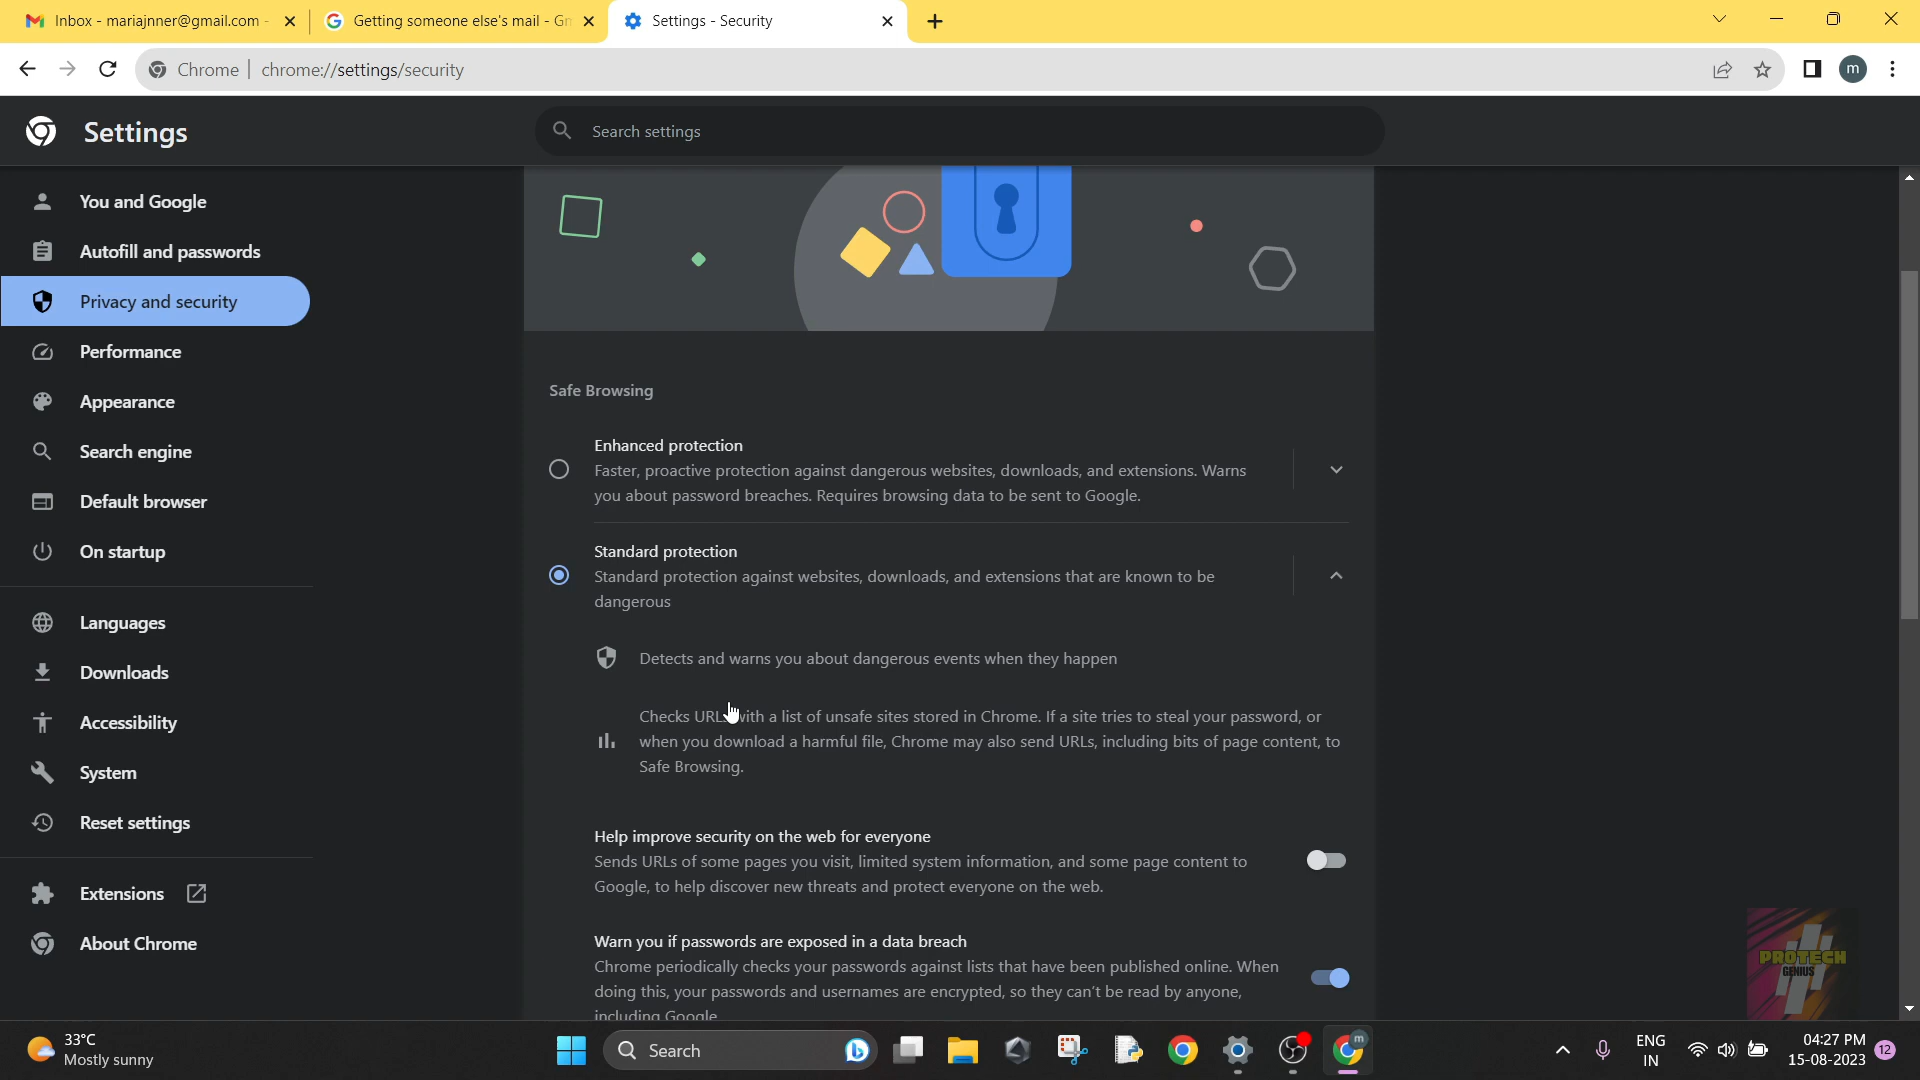 Inbox - mariajnner@gmail.com -
Getting someone else's mail - Gm
Settings - Security
Chrome
chrome://settings/security
m
Settings
Search settings
You and Google
Autofill and passwords
Privacy and security
Performance
Appearance
Search engine
Default browser
On startup
Languages
Downloads
Accessibility
System
Reset settings
Extensions
About Chrome
Safe Browsing
Enhanced protection
Faster, proactive protection against dangerous websites, downloads, and extensions. Warns
you about password breaches. Requires browsing data to be sent to Google.
Standard protection
Standard protection against websites, downloads, and extensions that are known to be
dangerous
Detects and warns you about dangerous events when they happen
Checks URLs with a list of unsafe sites stored in Chrome. If a site tries to steal your password, or
when you download a harmful file, Chrome may also send URLs, including bits of page content, to
Safe Browsing.
Help improve security on the web for everyone
Sends URLs of some pages you visit, limited system information, and some page content to
Google, to help discover new threats and protect everyone on the web.
Warn you if passwords are exposed in a data breach
Chrome periodically checks your passwords against lists that have been published online. When
doing this, your passwords and usernames are encrypted, so they can't be read by anyone,
including Google.
PROTECH
GENIUS
33°C
Mostly sunny
Search
m
ENG
IN
04:27 PM
15-08-2023
12